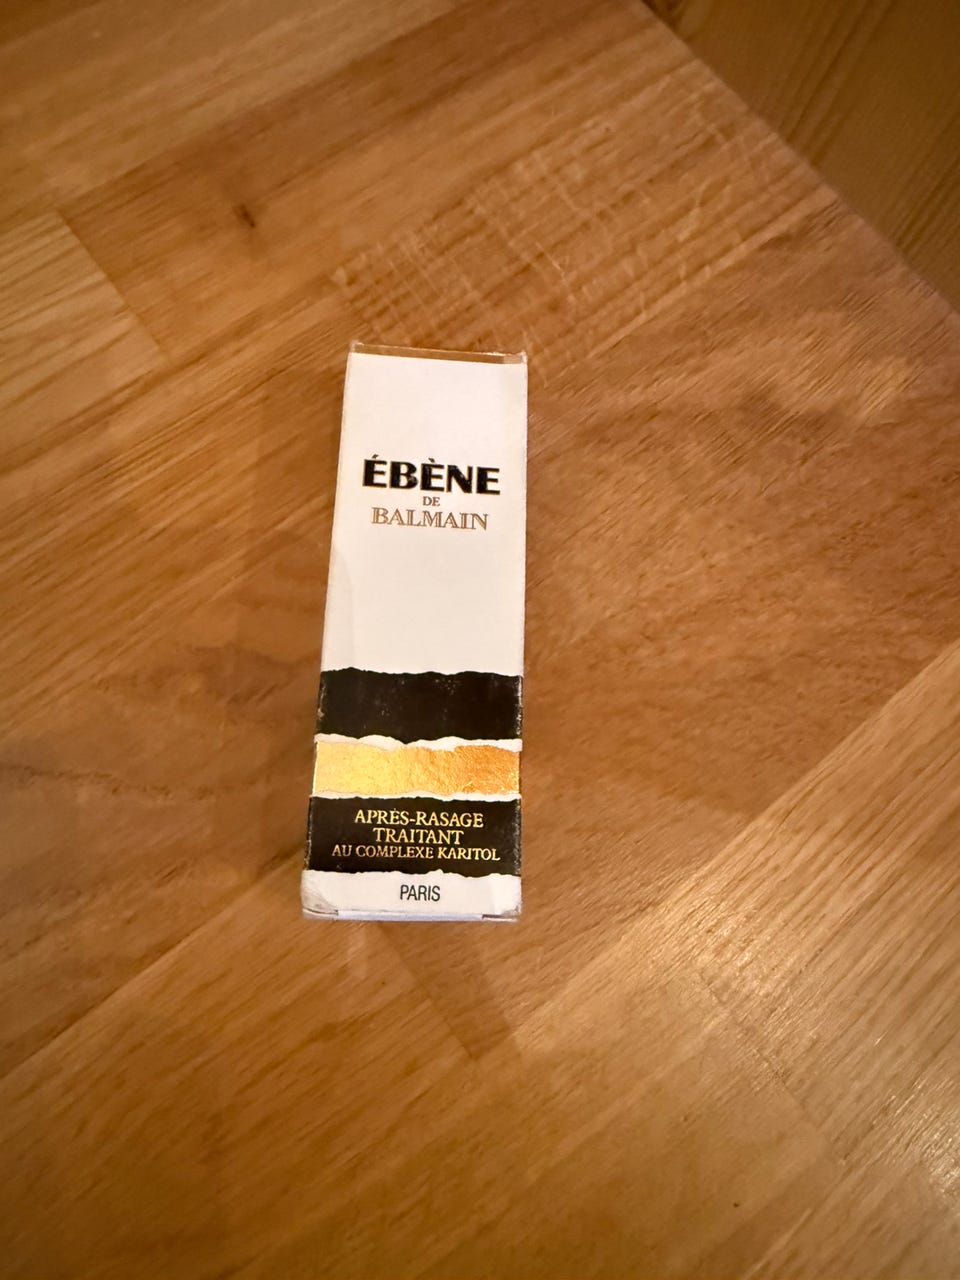 ÉBÈNE
DE
BALMAIN
APRÈS-RASAGE
TRAITANT
AU COMPLEXE KARITOL
PARIS